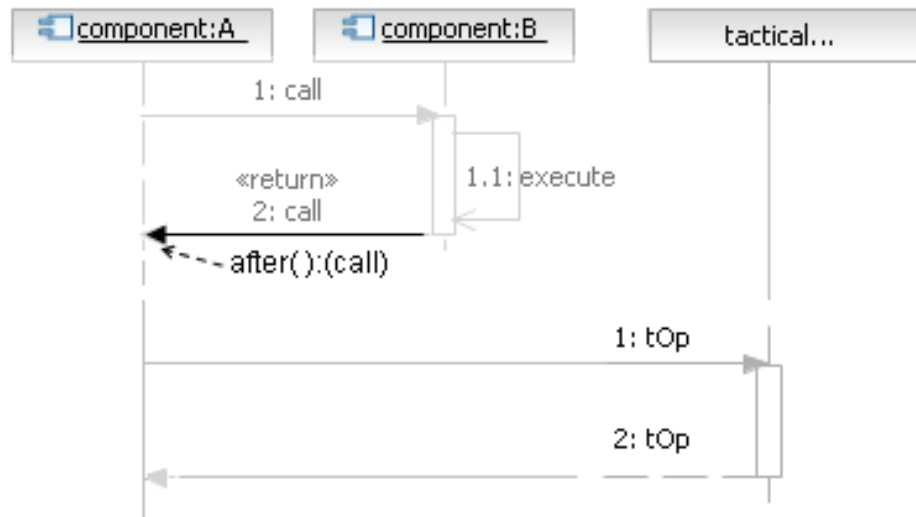 component:A
component:B
tactical...
1: call
1.1: execute
«return»
2: call
after():(call)
1: tOp
2: tOp